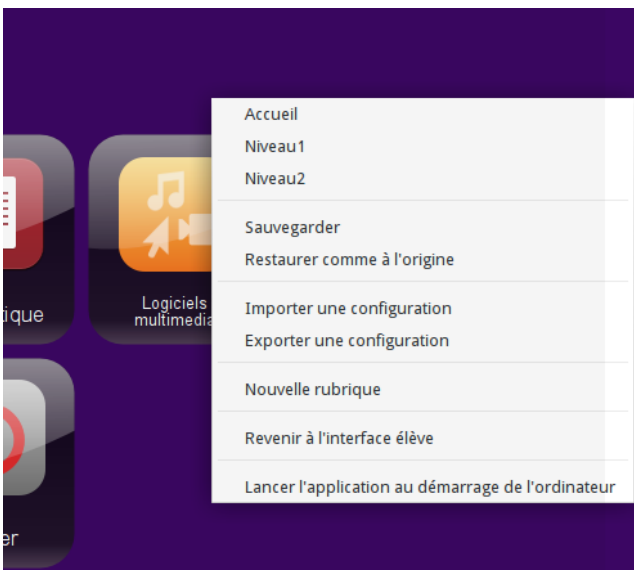 Accueil
Niveau1
Niveau2
Sauvegarder
Restaurer comme à l'origine
Importer une configuration
Exporter une configuration
Nouvelle rubrique
Revenir à l'interface élève
Lancer l'application au démarrage de l'ordinateur
ique
Logiciels
multimedia
er